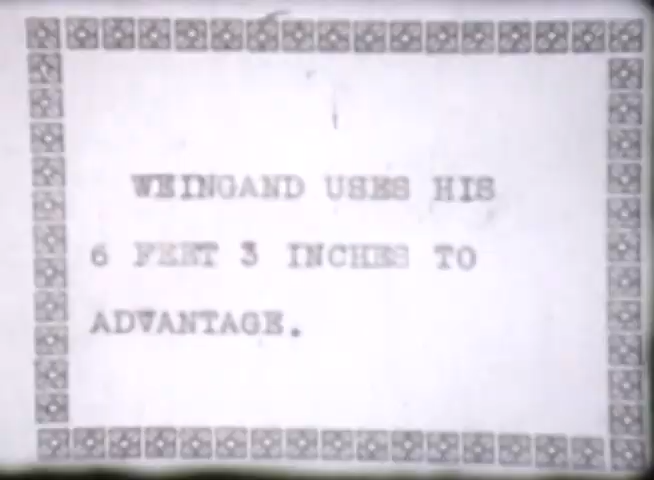 WEINGAND USES HIS
6 FEET 3 INCHES TO
ADVANTAGE.